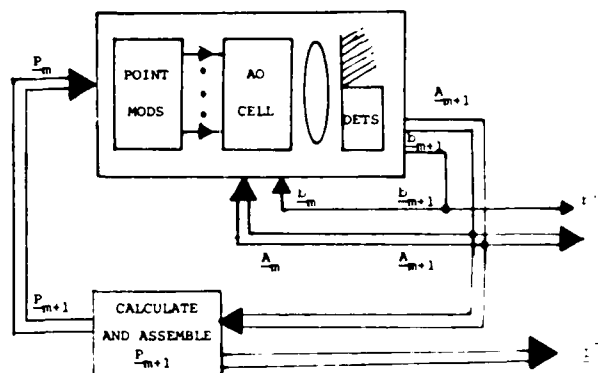 P_m
POINT
MODS
AO
CELL
DETS
A_m+1
b_m+1
b_m
b_m+1
A_m
A_m+1
P_m+1
CALCULATE
AND ASSEMBLE
P_m+1